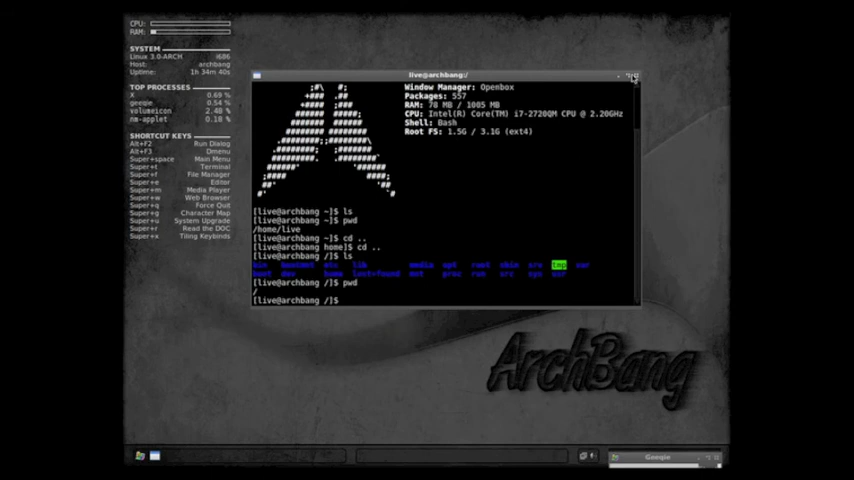 CPU:
RAM:
SYSTEM
Linux 3.0-ARCH i686
Host: archbang
Uptime: 1h 34m 40s
TOP PROCESSES
X 0.69 %
geeqie 0.54 %
volumeicon 2.48 %
nm-applet 0.18 %
SHORTCUT KEYS
Alt+F2 Run Dialog
Alt+F3 Dmenu
Super+space Main Menu
Super+t Terminal
Super+f File Manager
Super+e Editor
Super+m Media Player
Super+w Web Browser
Super+q Force Quit
Super+g Character Map
Super+u System Upgrade
Super+r Read the DOC
Super+x Tiling Keybinds
live@archbang:/
Window Manager: Openbox
Packages: 557
RAM: 78 MB / 1005 MB
CPU: Intel(R) Core(TM) i7-2720QM CPU @ 2.20GHz
Shell: Bash
Root FS: 1.5G / 3.1G (ext4)
[live@archbang ~]$ ls
[live@archbang ~]$ pwd
/home/live
[live@archbang ~]$ cd ..
[live@archbang home]$ cd ..
[live@archbang /]$ ls
bin bootmnt etc lib media opt root sbin srv tmp var
boot dev home lost+found mnt proc run src sys usr
[live@archbang /]$ pwd
/
[live@archbang /]$
ArchBang
Geeqie